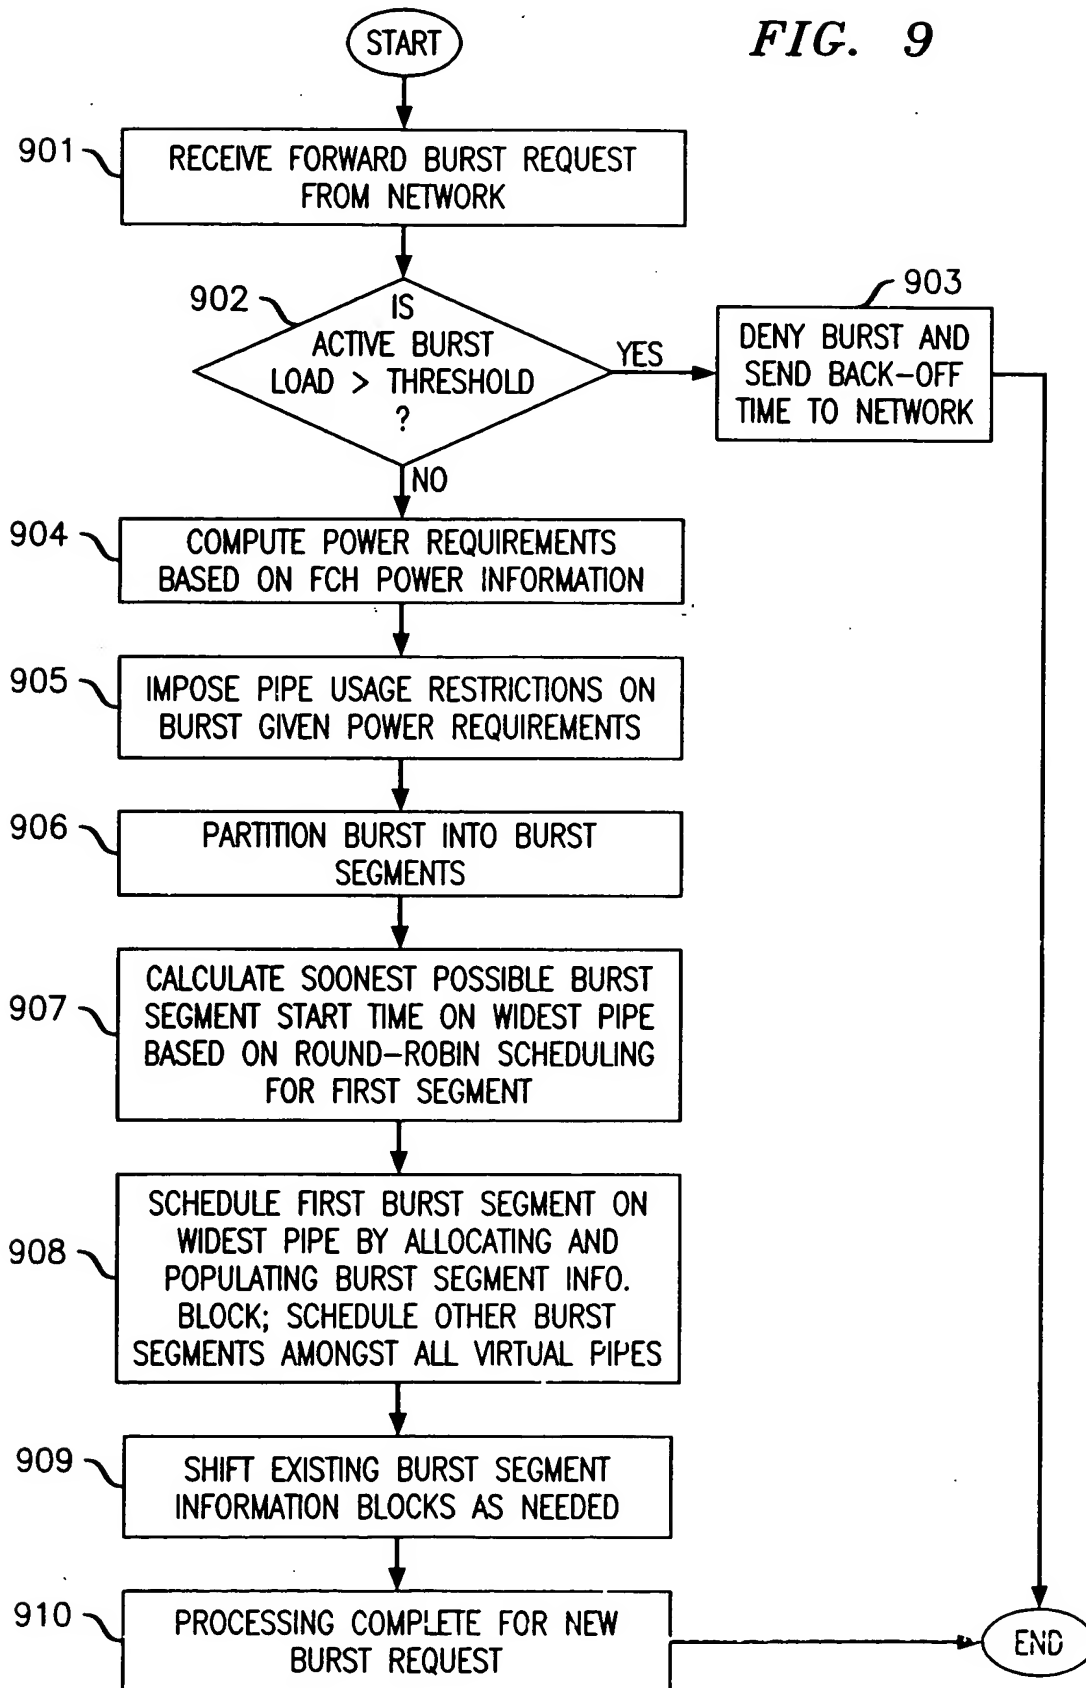 START
FIG. 9
901
RECEIVE FORWARD BURST REQUEST
FROM NETWORK
902
IS
ACTIVE BURST
LOAD > THRESHOLD
?
YES
903
DENY BURST AND
SEND BACK-OFF
TIME TO NETWORK
NO
904
COMPUTE POWER REQUIREMENTS
BASED ON FCH POWER INFORMATION
905
IMPOSE PIPE USAGE RESTRICTIONS ON
BURST GIVEN POWER REQUIREMENTS
906
PARTITION BURST INTO BURST
SEGMENTS
907
CALCULATE SOONEST POSSIBLE BURST
SEGMENT START TIME ON WIDEST PIPE
BASED ON ROUND-ROBIN SCHEDULING
FOR FIRST SEGMENT
908
SCHEDULE FIRST BURST SEGMENT ON
WIDEST PIPE BY ALLOCATING AND
POPULATING BURST SEGMENT INFO.
BLOCK; SCHEDULE OTHER BURST
SEGMENTS AMONGST ALL VIRTUAL PIPES
909
SHIFT EXISTING BURST SEGMENT
INFORMATION BLOCKS AS NEEDED
910
PROCESSING COMPLETE FOR NEW
BURST REQUEST
END